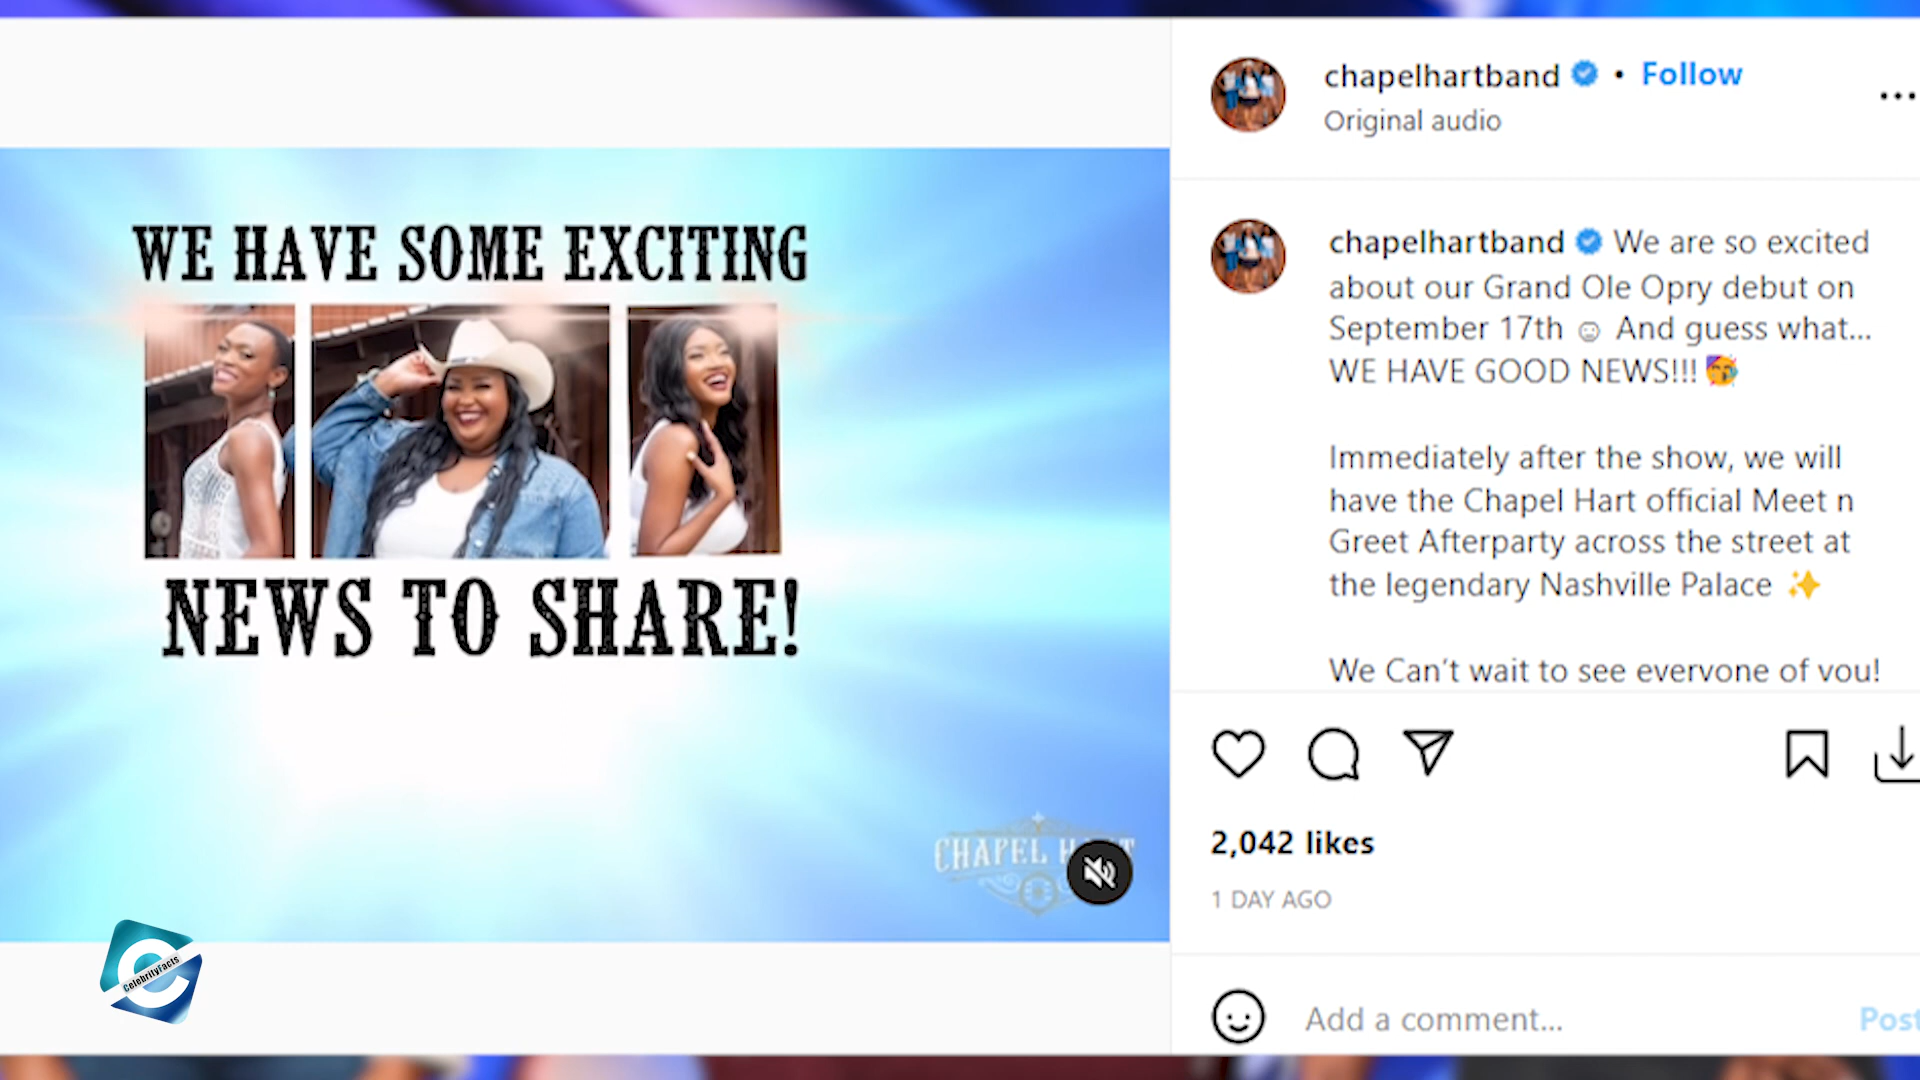 WE HAVE SOME EXCITING
NEWS TO SHARE!
CHAPEL
CelebrityFacts
chapelhartband • Follow
Original audio
...
chapelhartband We are so excited
about our Grand Ole Opry debut on
September 17th ☺ And guess what...
WE HAVE GOOD NEWS!!! 🥳
Immediately after the show, we will
have the Chapel Hart official Meet n
Greet Afterparty across the street at
the legendary Nashville Palace ✨
We Can't wait to see everyone of you!
2,042 likes
1 DAY AGO
Add a comment...
Post